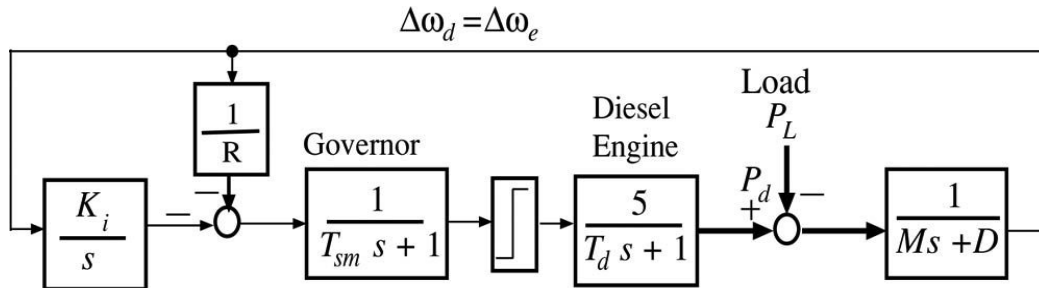 Δω_d = Δω_e
1
R
Load
P_L
Diesel
Engine
Governor
K_i
s
−
−
1
T_sm s + 1
5
T_d s + 1
P_d
+
−
1
Ms + D